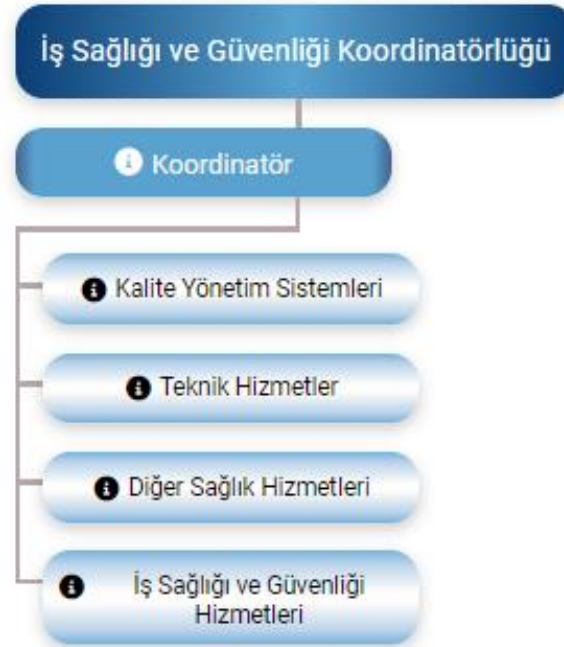 İş Sağlığı ve Güvenliği Koordinatörlüğü
Koordinatör
Kalite Yönetim Sistemleri
Teknik Hizmetler
Diğer Sağlık Hizmetleri
İş Sağlığı ve Güvenliği
Hizmetleri